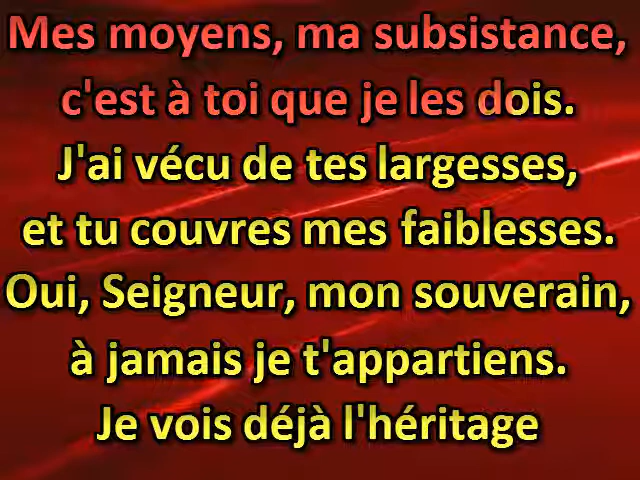 Mes moyens, ma subsistance,
c'est à toi que je les dois.
J'ai vécu de tes largesses,
et tu couvres mes faiblesses.
Oui, Seigneur, mon souverain,
à jamais je t'appartiens.
Je vois déjà l'héritage